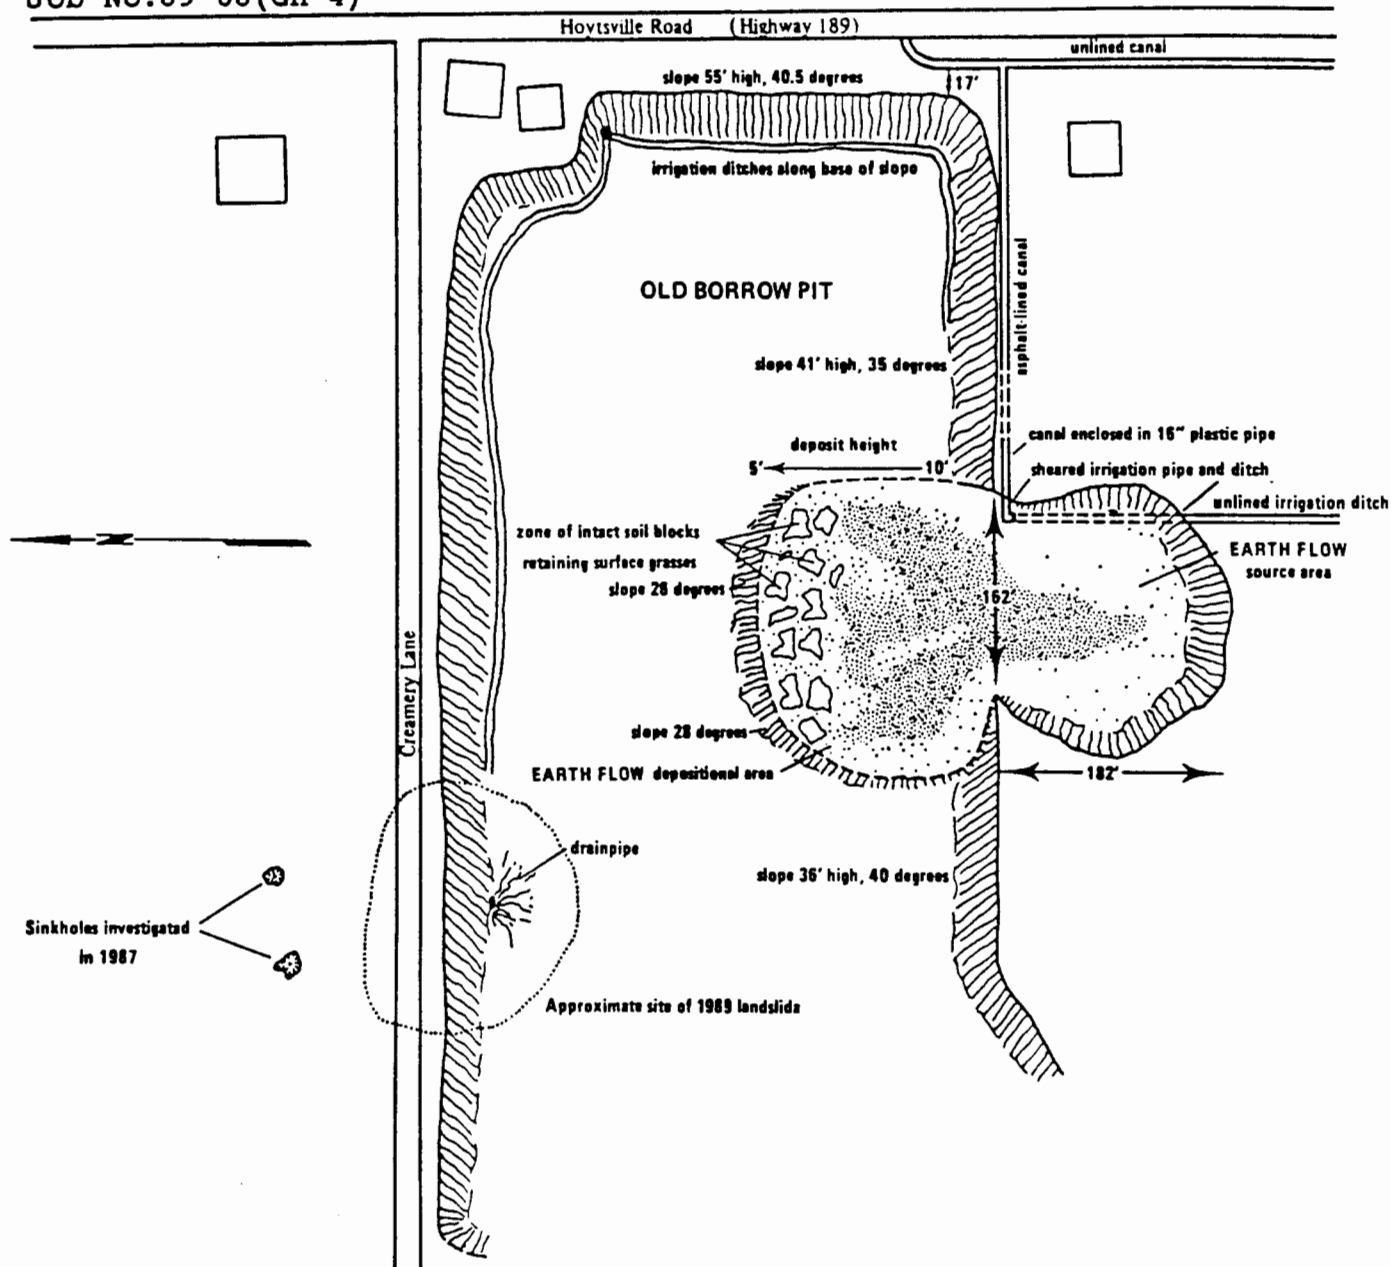 Hoytsville Road (Highway 189)
unlined canal
slope 55' high, 40.5 degrees
17'
irrigation ditches along base of slope
asphalt-lined canal
OLD BORROW PIT
slope 41' high, 35 degrees
canal enclosed in 16" plastic pipe
deposit height
5'
10'
sheared irrigation pipe and ditch
unlined irrigation ditch
zone of intact soil blocks
retaining surface grasses
N
EARTH FLOW
source area
slope 28 degrees
162'
Creamery Lane
slope 28 degrees
EARTH FLOW depositional area
182'
drainpipe
slope 36' high, 40 degrees
Sinkholes investigated
in 1987
Approximate site of 1989 landslide